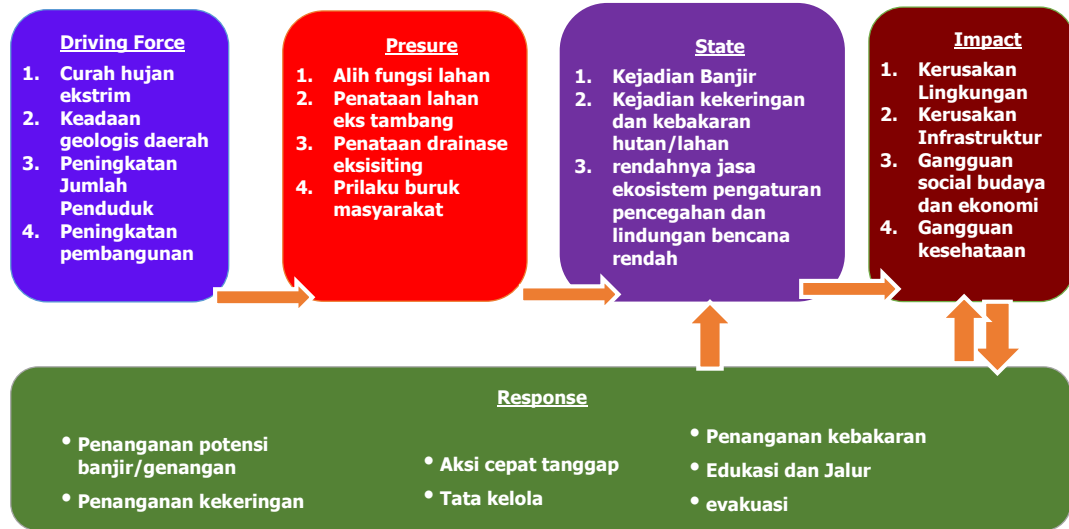 Driving Force
1. Curah hujan
ekstrim
2. Keadaan
geologis daerah
3. Peningkatan
Jumlah
Penduduk
4. Peningkatan
pembangunan
Presure
1. Alih fungsi lahan
2. Penataan lahan
eks tambang
3. Penataan drainase
eksisiting
4. Prilaku buruk
masyarakat
State
1. Kejadian Banjir
2. Kejadian kekeringan
dan kebakaran
hutan/lahan
3. rendahnya jasa
ekosistem pengaturan
pencegahan dan
lindungan bencana
rendah
Impact
1. Kerusakan
Lingkungan
2. Kerusakan
Infrastruktur
3. Gangguan
social budaya
dan ekonomi
4. Gangguan
kesehataan
Response
• Penanganan potensi
banjir/genangan
• Penanganan kekeringan
• Aksi cepat tanggap
• Tata kelola
• Penanganan kebakaran
• Edukasi dan Jalur
• evakuasi